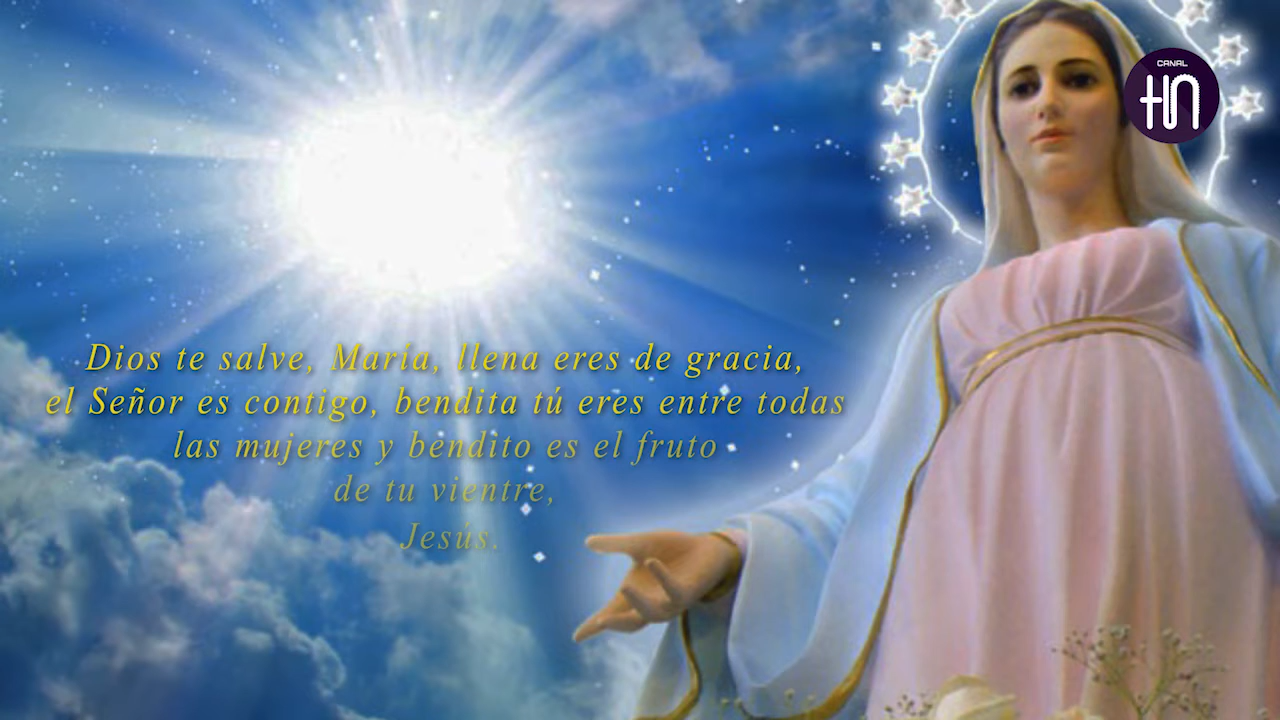 CANAL
HN
Dios te salve, María, llena eres de gracia,
el Señor es contigo, bendita tú eres entre todas
las mujeres y bendito es el fruto
de tu vientre,
Jesús.